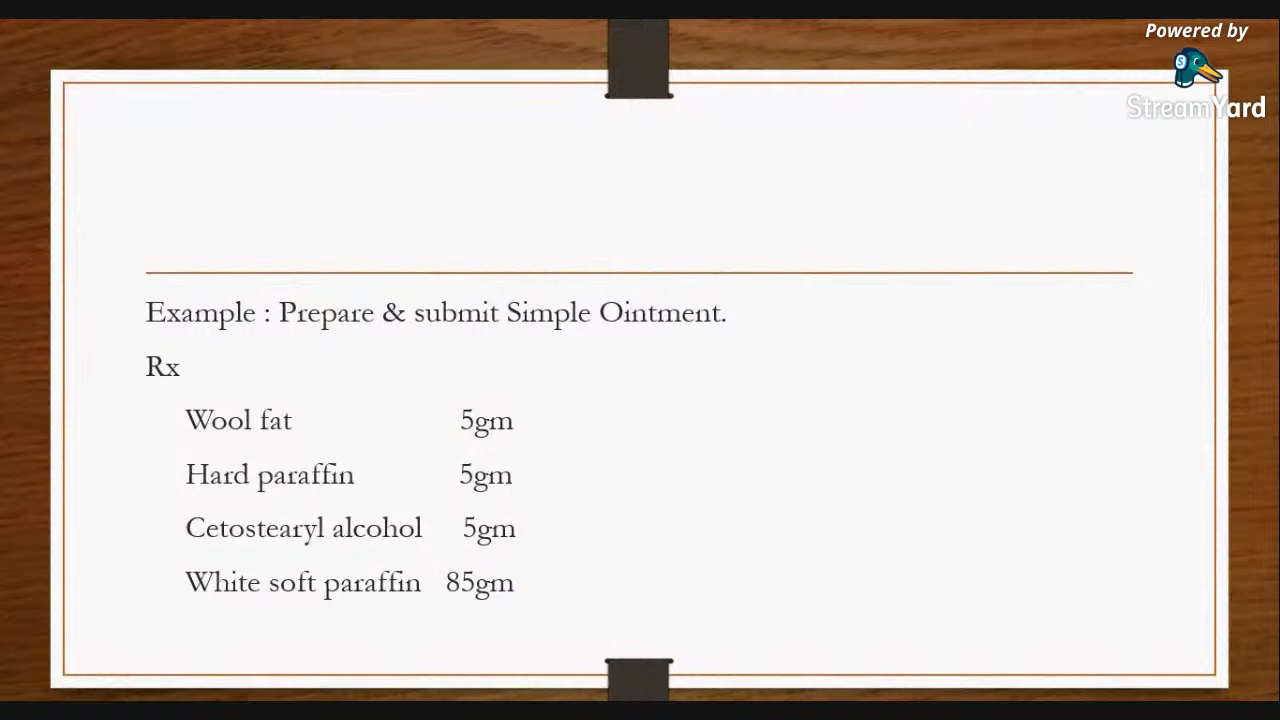 Powered by
StreamYard
Example : Prepare & submit Simple Ointment.
Rx
Wool fat 5gm
Hard paraffin 5gm
Cetostearyl alcohol 5gm
White soft paraffin 85gm